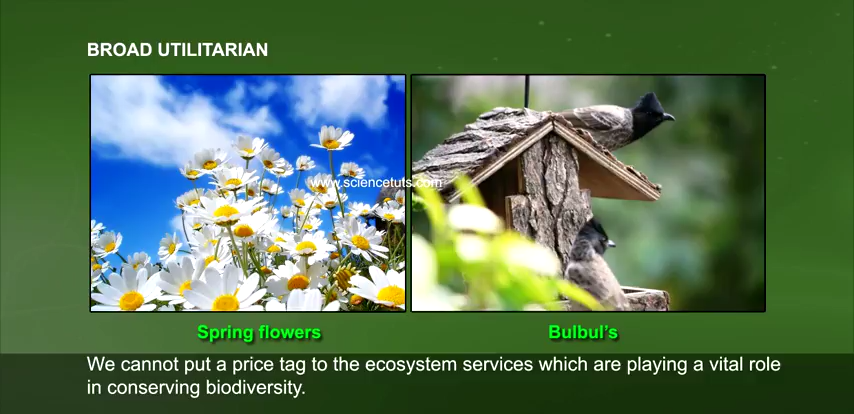 BROAD UTILITARIAN
www.sciencetuts.com
Spring flowers
Bulbul's
We cannot put a price tag to the ecosystem services which are playing a vital role
in conserving biodiversity.